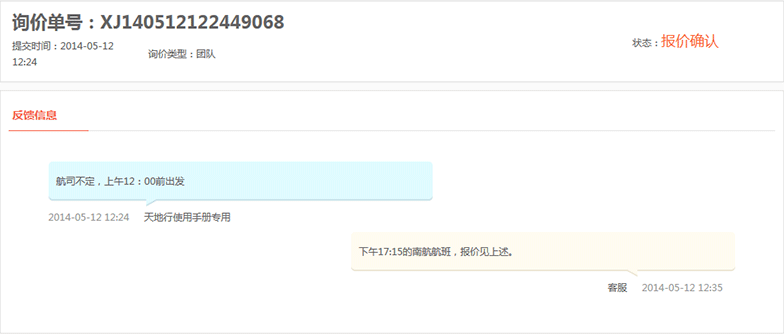 询价单号：XJ140512122449068
提交时间：2014-05-12
12:24
询价类型：团队
状态：报价确认
反馈信息
航司不定，上午12：00前出发
2014-05-12 12:24 天地行使用手册专用
下午17:15的南航航班，报价见上述。
客服 2014-05-12 12:35